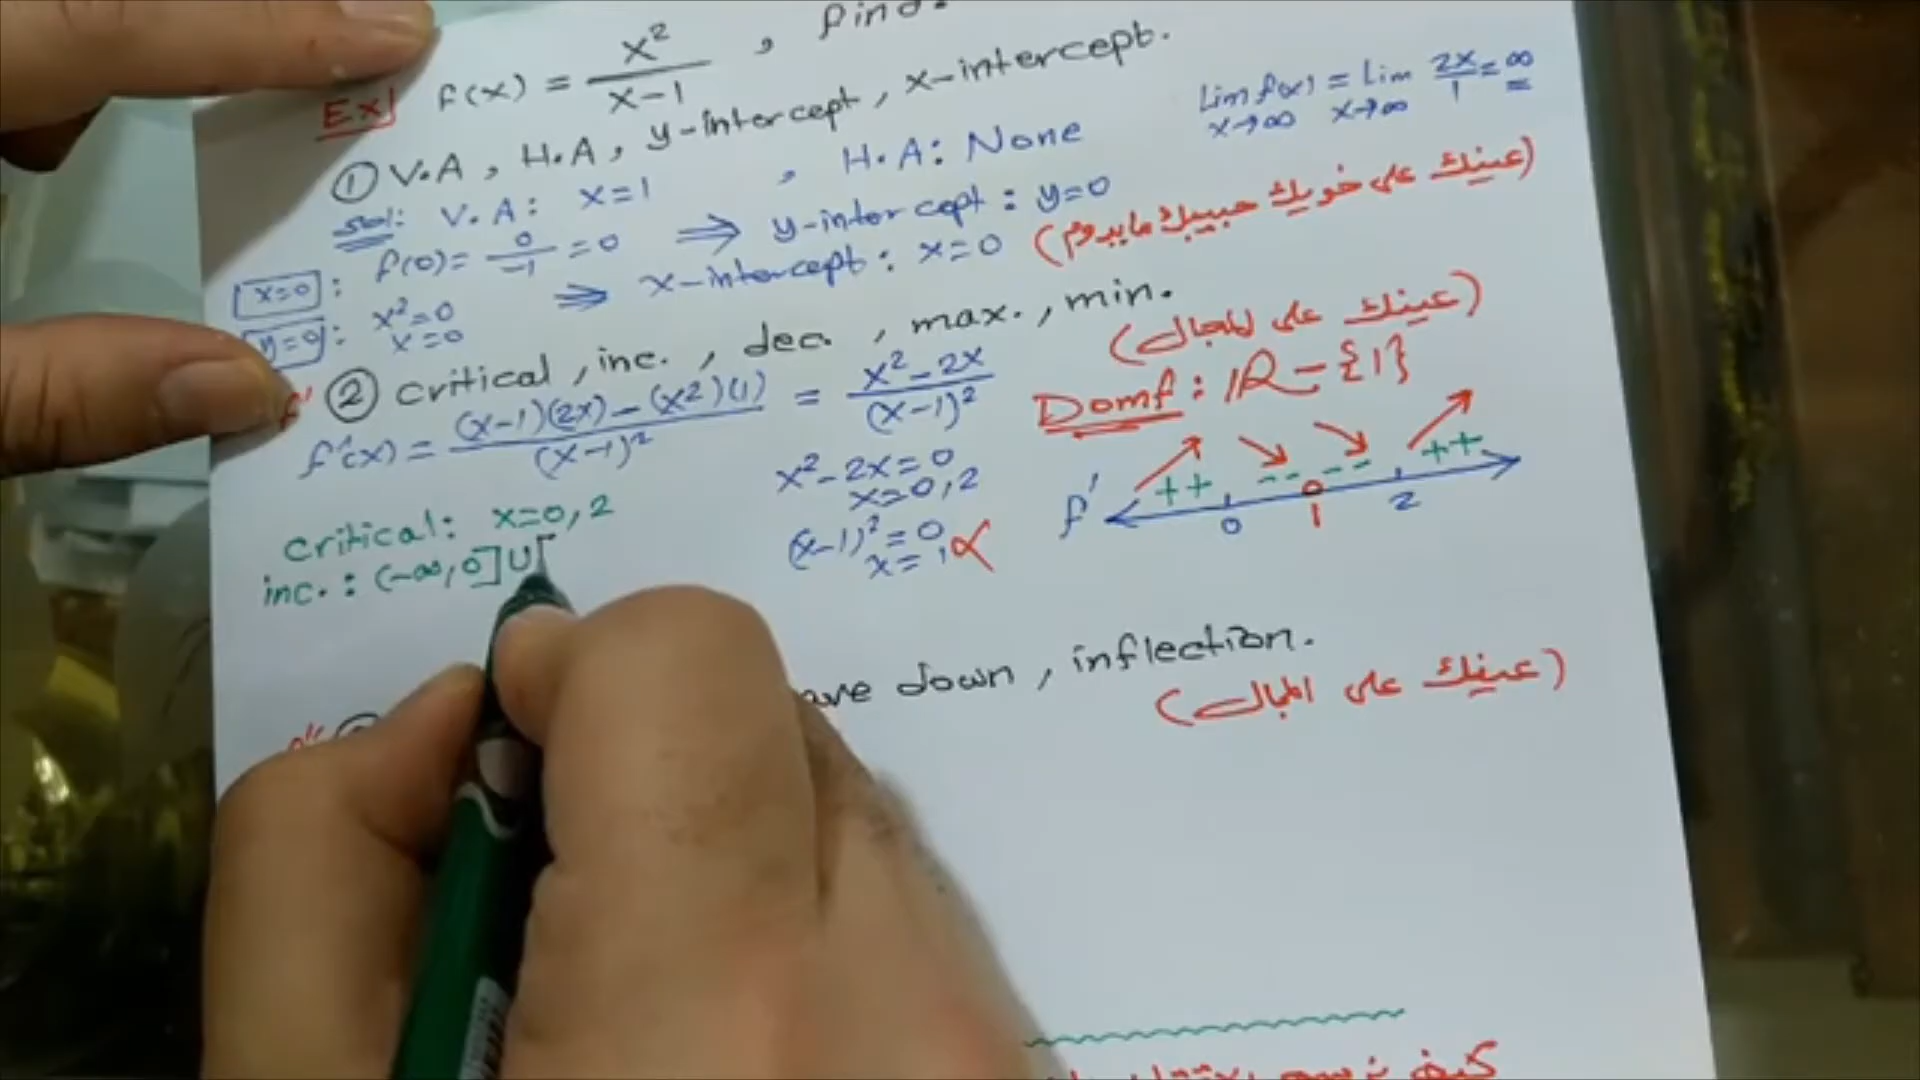 Ex] f(x) = x²/(x-1) , find:
① V.A , H.A , y-intercept , x-intercept.
sol: V.A: x=1 , H.A: None
lim f(x) = lim 2x/1 = ∞
x→∞ x→∞
x=0 : f(0) = 0/-1 = 0 ⇒ y-intercept : y=0
y=0 : x²=0 ⇒ x-intercept : x=0 (عينك على خويك حبيبك مايدوم)
x=0
f' ② critical , inc. , dec. , max. , min.
(عينك على المجال)
f'(x) = ((x-1)(2x) - (x²)(1))/(x-1)² = (x²-2x)/(x-1)²
Domf : IR - {1}
x²-2x=0
x=0,2
(x-1)²=0
x=1
f' ++ -- -- ++
0 1 2
critical: x=0,2
inc. : (-∞,0]∪[
down , inflection.
(عينك على المجال)
f''
كيف